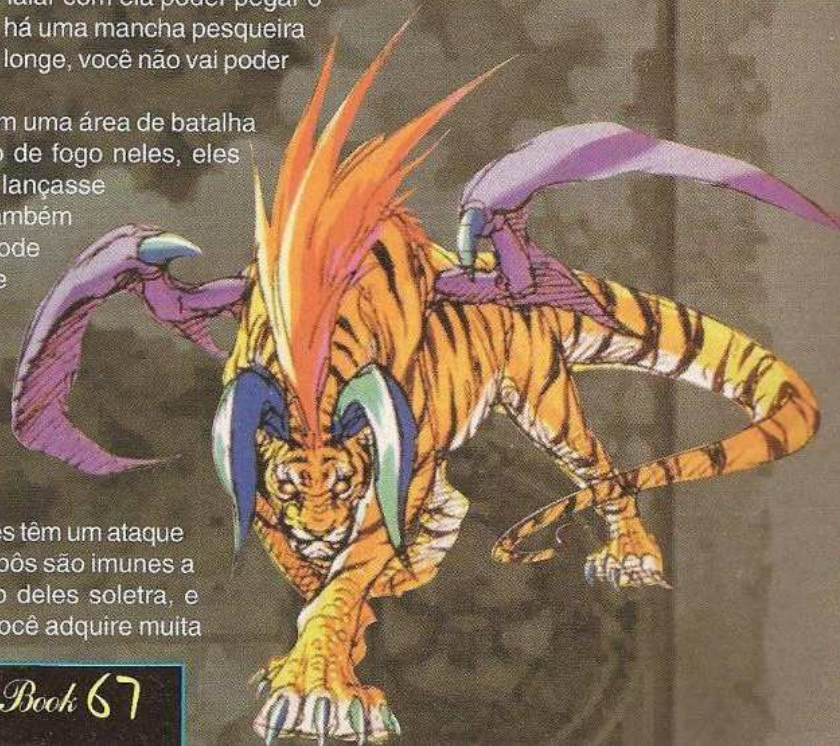 falar com ela poder pegar o
há uma mancha pesqueira
longe, você não vai poder
m uma área de batalha
o de fogo neles, eles
lançasse
ambém
ode
e
es têm um ataque
pôs são imunes a
o deles soletra, e
ocê adquire muita
Book 67